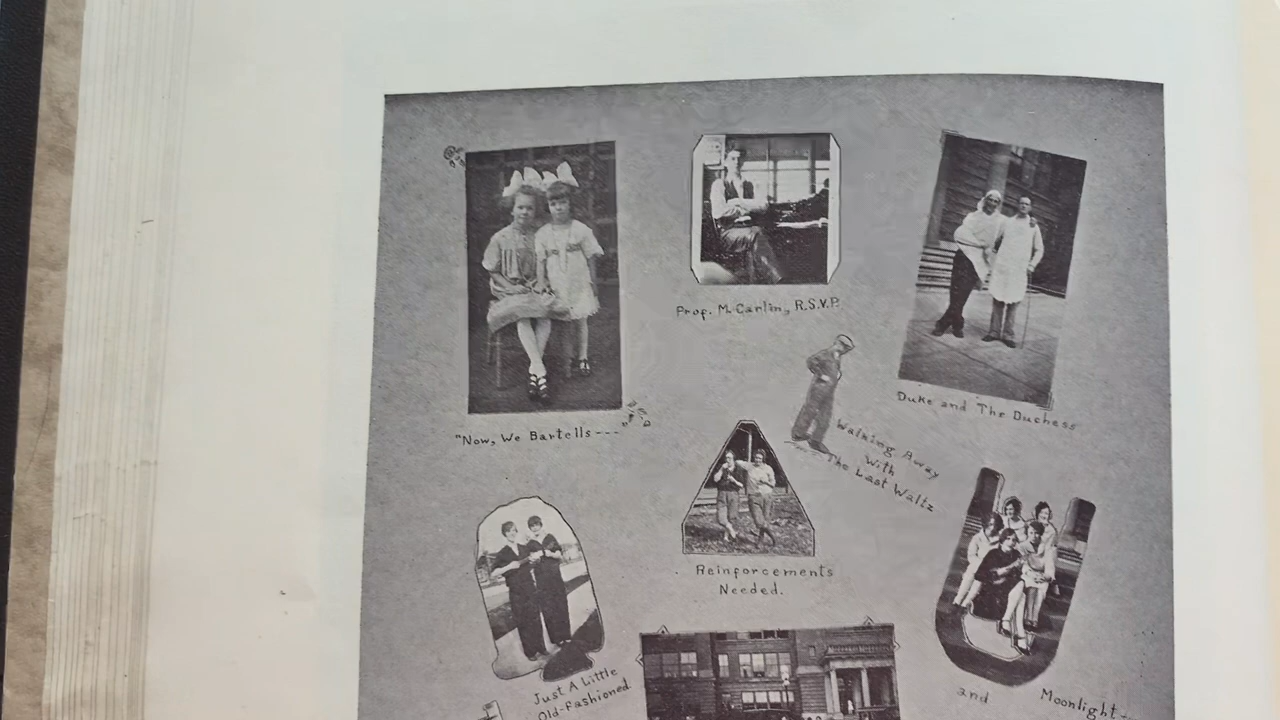 Prof. McCarlin, R.S.V.P.
Duke and The Duchess
"Now, We Bartells---"
Walking Away
With
The Last Waltz
Reinforcements
Needed.
Just A Little
Old-Fashioned
and
Moonlight-